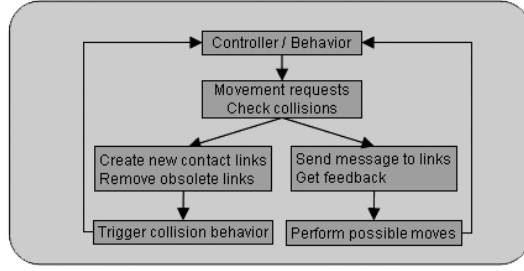 Controller / Behavior
Movement requests
Check collisions
Create new contact links
Remove obsolete links
Send message to links
Get feedback
Trigger collision behavior
Perform possible moves